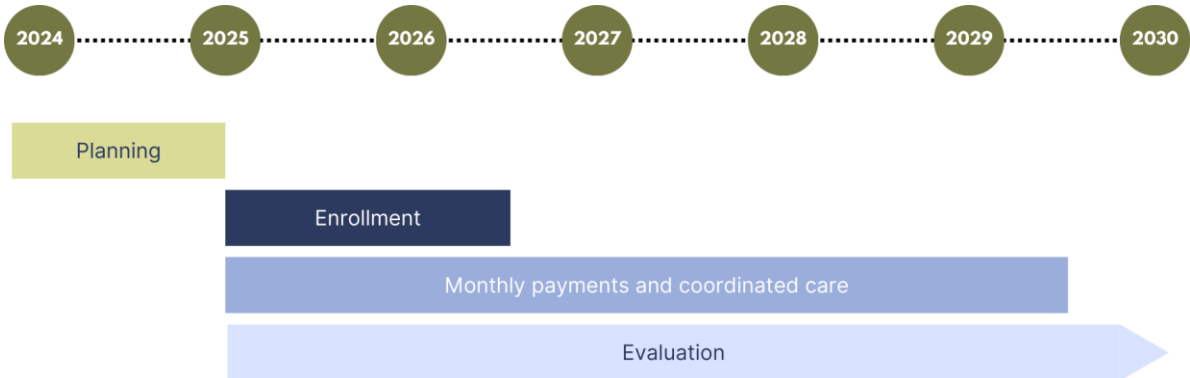 2024 2025 2026 2027 2028 2029 2030
Planning
Enrollment
Monthly payments and coordinated care
Evaluation